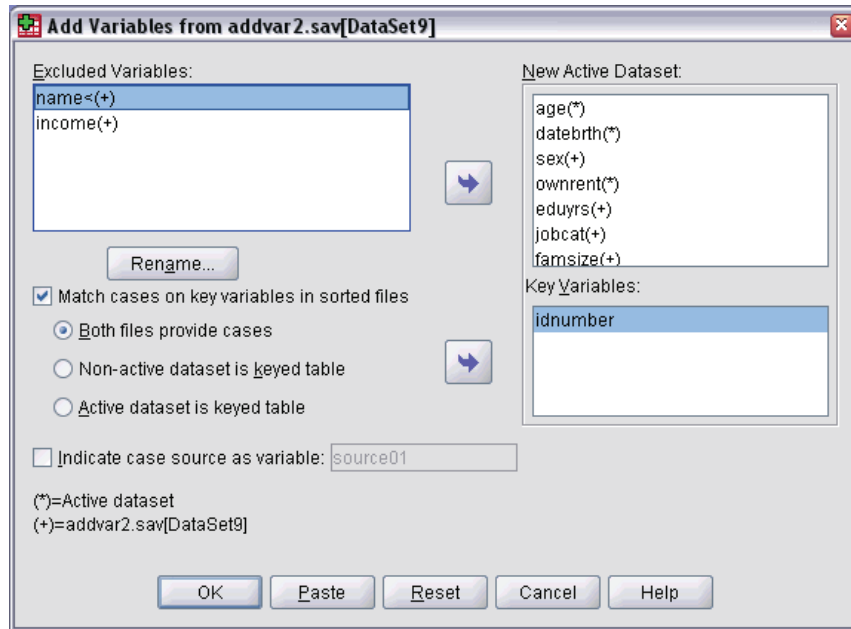 Add Variables from addvar2.sav[DataSet9]
Excluded Variables:
name<(+)
income(+)
New Active Dataset:
age(*)
datebrth(*)
sex(+)
ownrent(*)
eduyrs(+)
jobcat(+)
famsize(+)
Rename...
Match cases on key variables in sorted files
Both files provide cases
Non-active dataset is keyed table
Active dataset is keyed table
Key Variables:
idnumber
Indicate case source as variable: source01
(*)=Active dataset
(+)=addvar2.sav[DataSet9]
OK Paste Reset Cancel Help